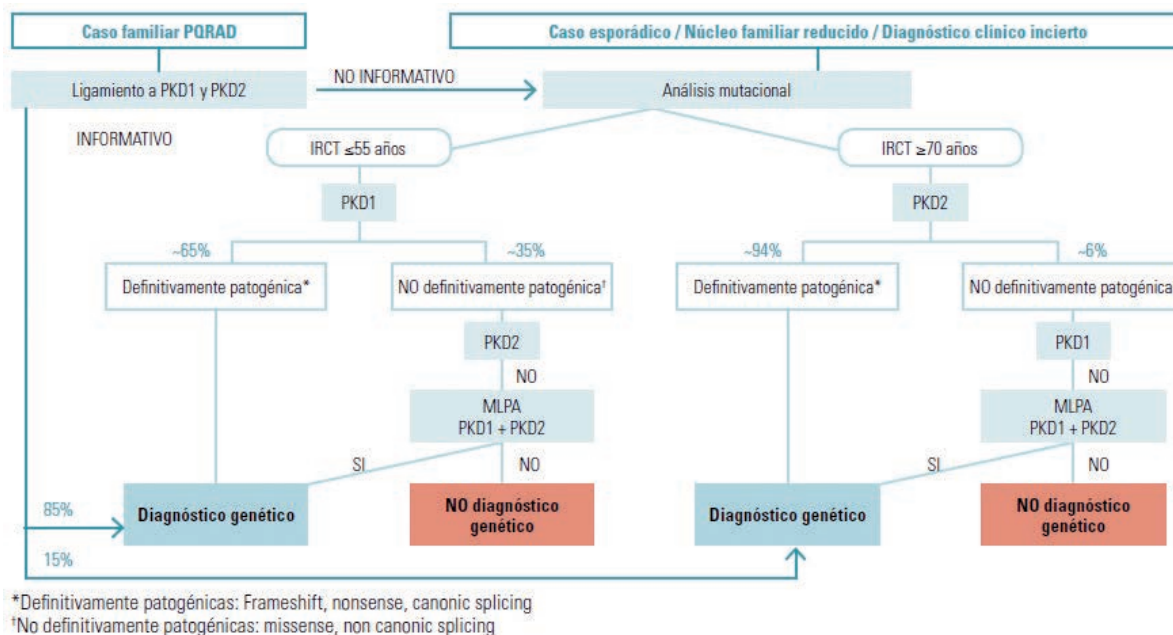 Caso familiar PQRAD
Caso esporádico / Núcleo familiar reducido / Diagnóstico clínico incierto
Ligamiento a PKD1 y PKD2
NO INFORMATIVO
Análisis mutacional
INFORMATIVO
IRCT ≤55 años
IRCT ≥70 años
PKD1
PKD2
~65%
~35%
~94%
~6%
Definitivamente patogénica*
NO definitivamente patogénica†
Definitivamente patogénica*
NO definitivamente patogénica
PKD2
PKD1
NO
NO
MLPA
PKD1 + PKD2
MLPA
PKD1 + PKD2
SI
NO
SI
NO
85%
Diagnóstico genético
NO diagnóstico
genético
Diagnóstico genético
NO diagnóstico
genético
15%
*Definitivamente patogénicas: Frameshift, nonsense, canonic splicing
†No definitivamente patogénicas: missense, non canonic splicing